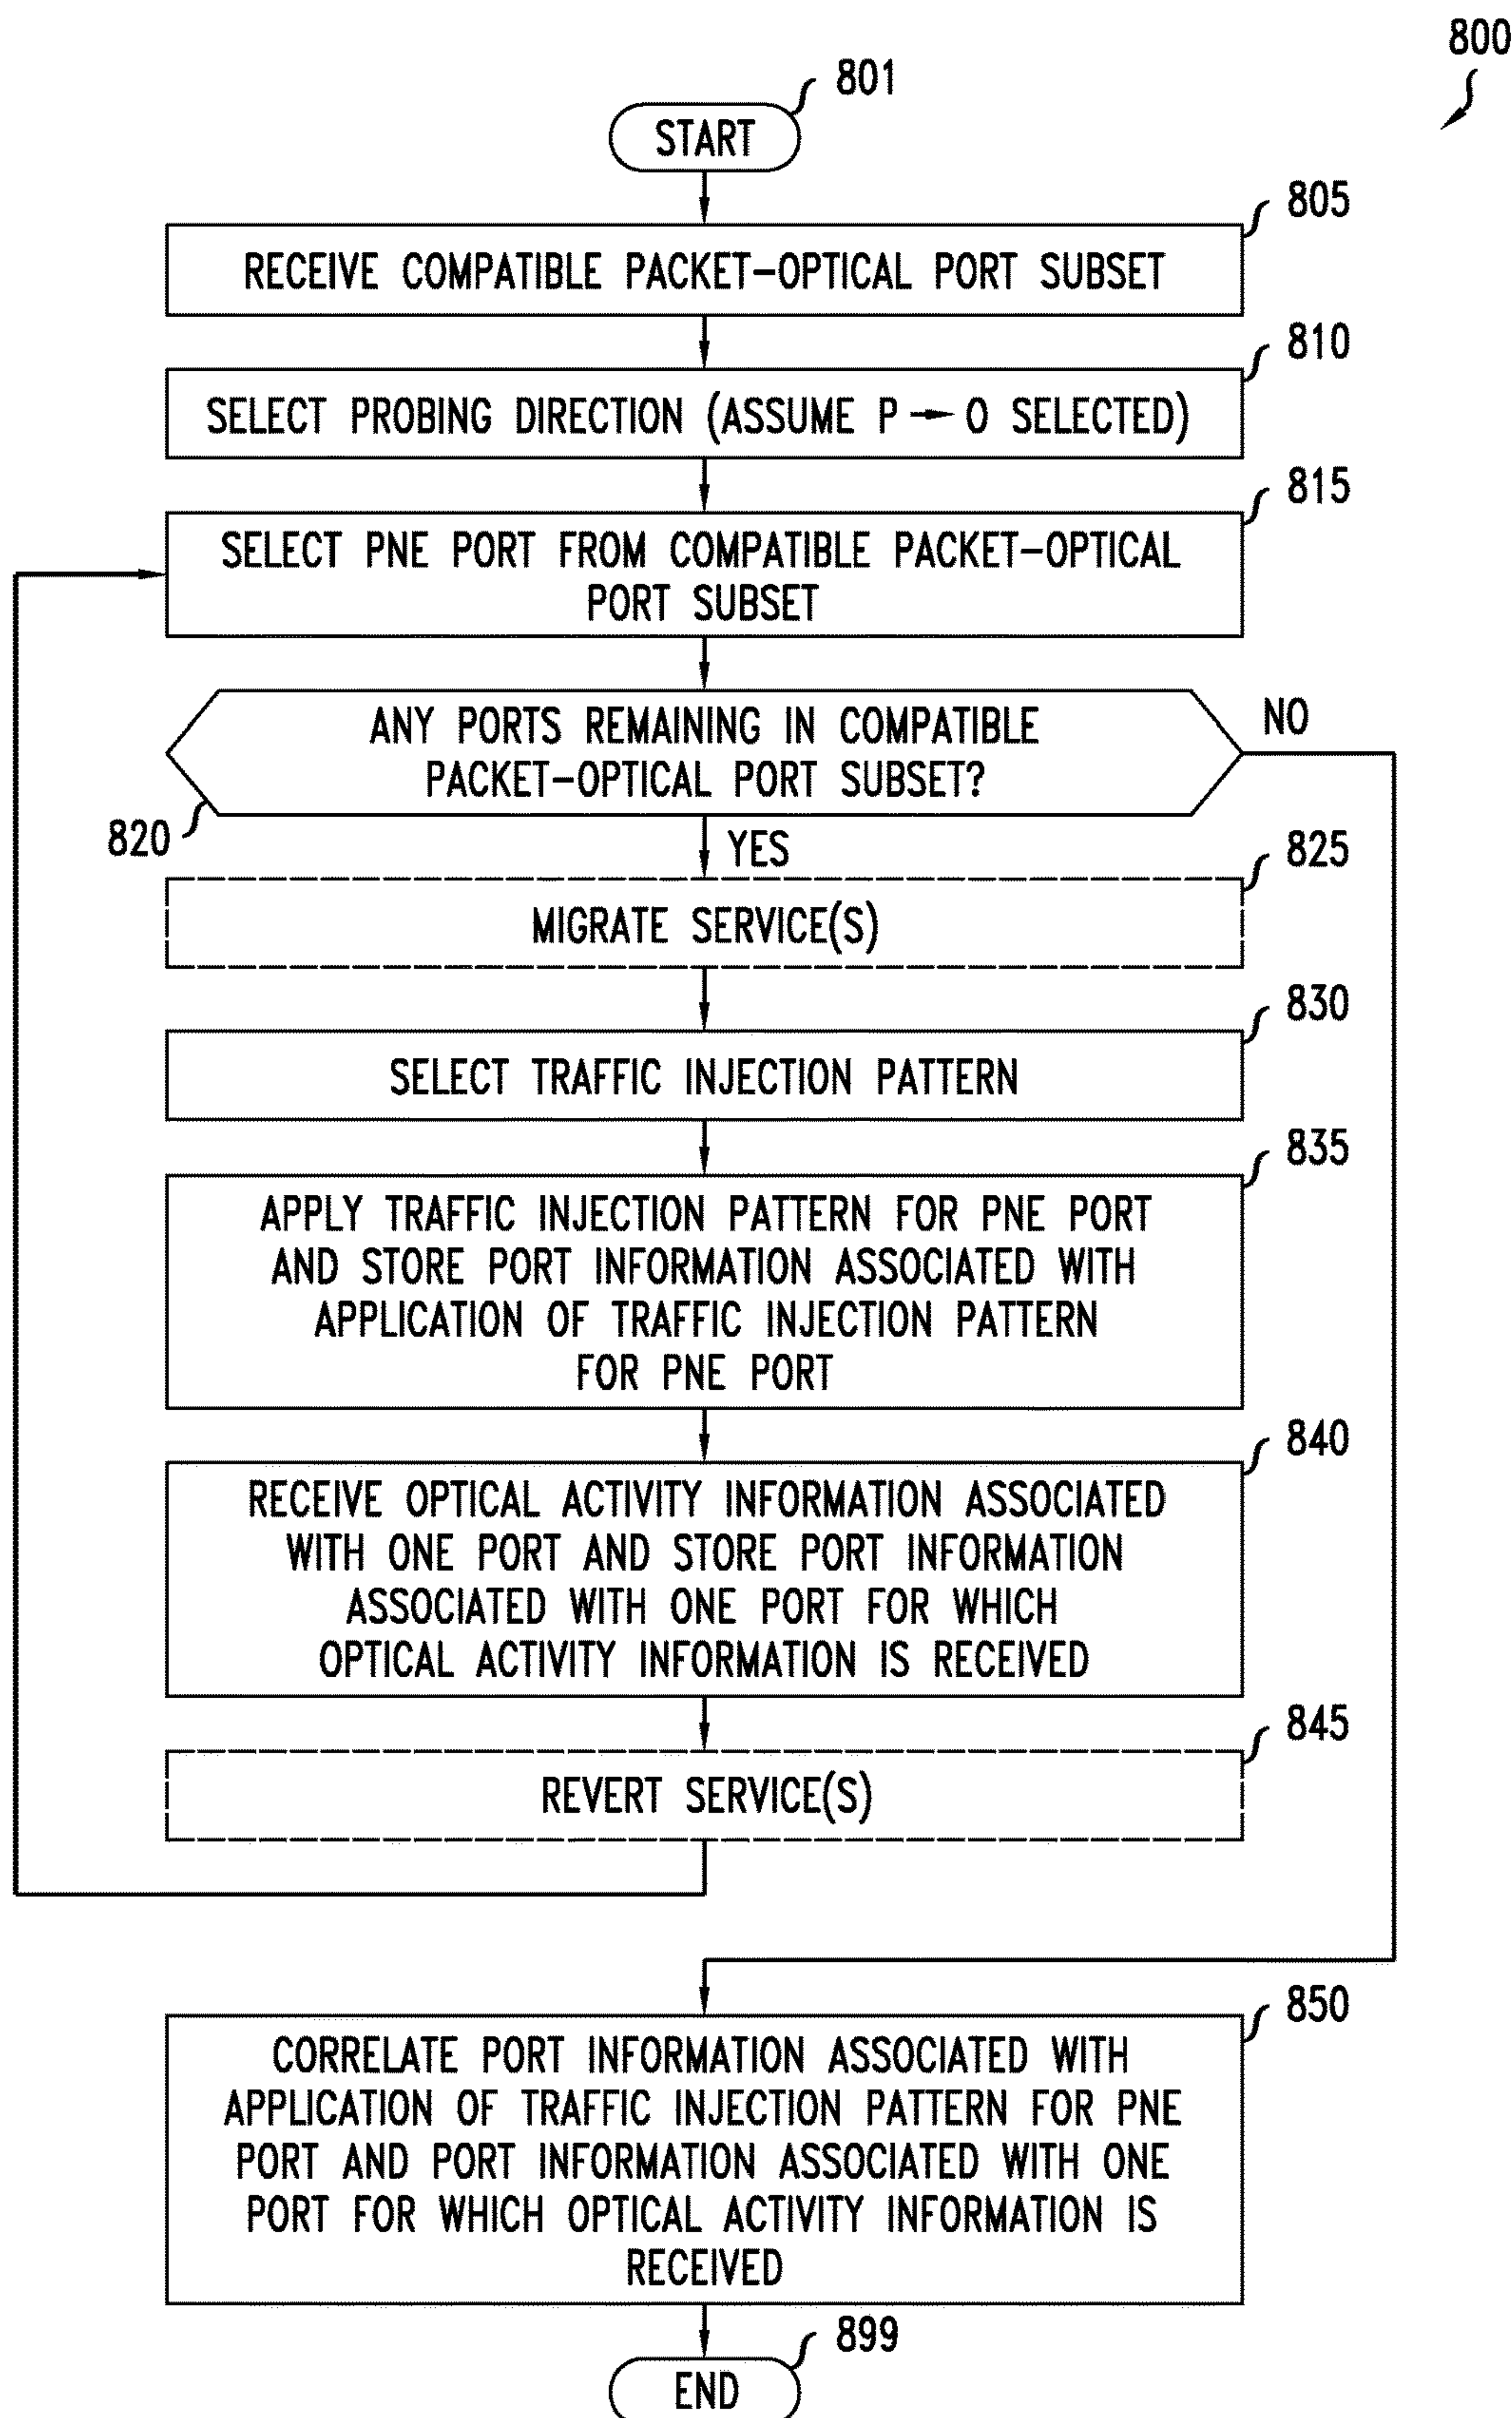 800
801
START
805
RECEIVE COMPATIBLE PACKET-OPTICAL PORT SUBSET
810
SELECT PROBING DIRECTION (ASSUME P → O SELECTED)
815
SELECT PNE PORT FROM COMPATIBLE PACKET-OPTICAL
PORT SUBSET
ANY PORTS REMAINING IN COMPATIBLE
PACKET-OPTICAL PORT SUBSET?
NO
820
YES
825
MIGRATE SERVICE(S)
830
SELECT TRAFFIC INJECTION PATTERN
835
APPLY TRAFFIC INJECTION PATTERN FOR PNE PORT
AND STORE PORT INFORMATION ASSOCIATED WITH
APPLICATION OF TRAFFIC INJECTION PATTERN
FOR PNE PORT
840
RECEIVE OPTICAL ACTIVITY INFORMATION ASSOCIATED
WITH ONE PORT AND STORE PORT INFORMATION
ASSOCIATED WITH ONE PORT FOR WHICH
OPTICAL ACTIVITY INFORMATION IS RECEIVED
845
REVERT SERVICE(S)
850
CORRELATE PORT INFORMATION ASSOCIATED WITH
APPLICATION OF TRAFFIC INJECTION PATTERN FOR PNE
PORT AND PORT INFORMATION ASSOCIATED WITH ONE
PORT FOR WHICH OPTICAL ACTIVITY INFORMATION IS
RECEIVED
899
END